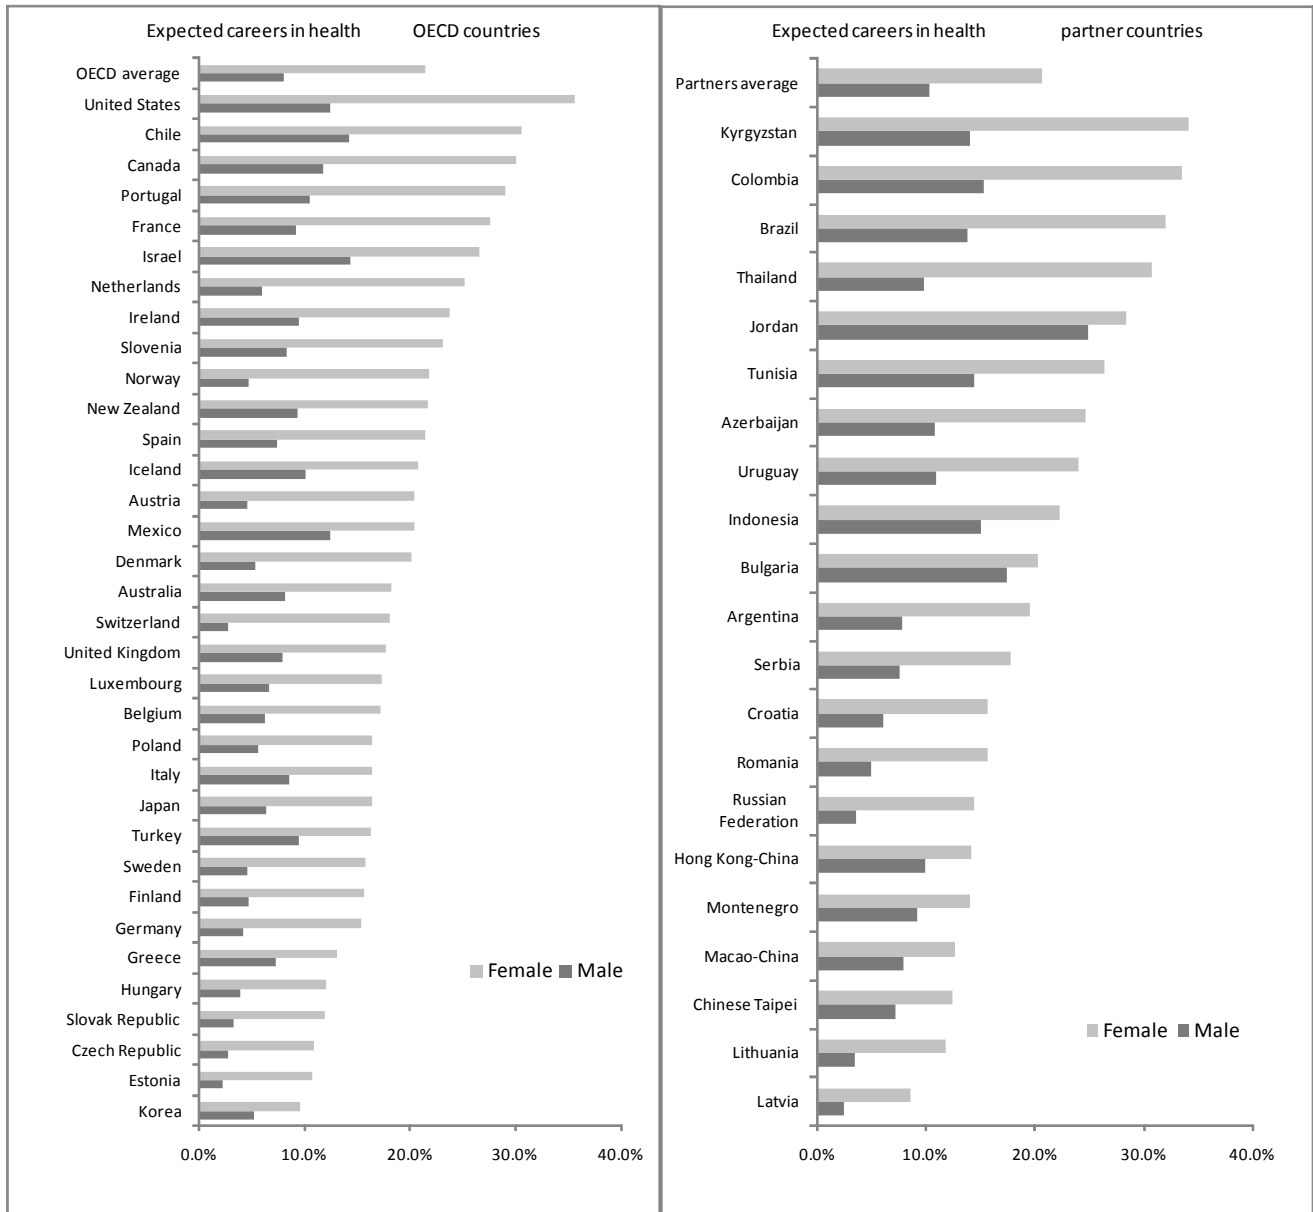 Expected careers in health OECD countries
OECD average
United States
Chile
Canada
Portugal
France
Israel
Netherlands
Ireland
Slovenia
Norway
New Zealand
Spain
Iceland
Austria
Mexico
Denmark
Australia
Switzerland
United Kingdom
Luxembourg
Belgium
Poland
Italy
Japan
Turkey
Sweden
Finland
Germany
Greece
Hungary
Slovak Republic
Czech Republic
Estonia
Korea
Female Male
0.0% 10.0% 20.0% 30.0% 40.0%
Expected careers in health partner countries
Partners average
Kyrgyzstan
Colombia
Brazil
Thailand
Jordan
Tunisia
Azerbaijan
Uruguay
Indonesia
Bulgaria
Argentina
Serbia
Croatia
Romania
Russian
Federation
Hong Kong-China
Montenegro
Macao-China
Chinese Taipei
Lithuania
Latvia
Female Male
0.0% 10.0% 20.0% 30.0% 40.0%